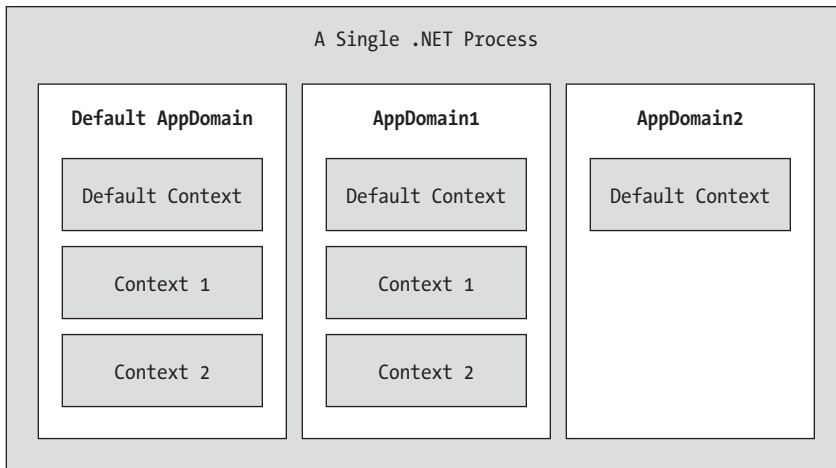 A Single .NET Process
Default AppDomain
Default Context
Context 1
Context 2
AppDomain1
Default Context
Context 1
Context 2
AppDomain2
Default Context